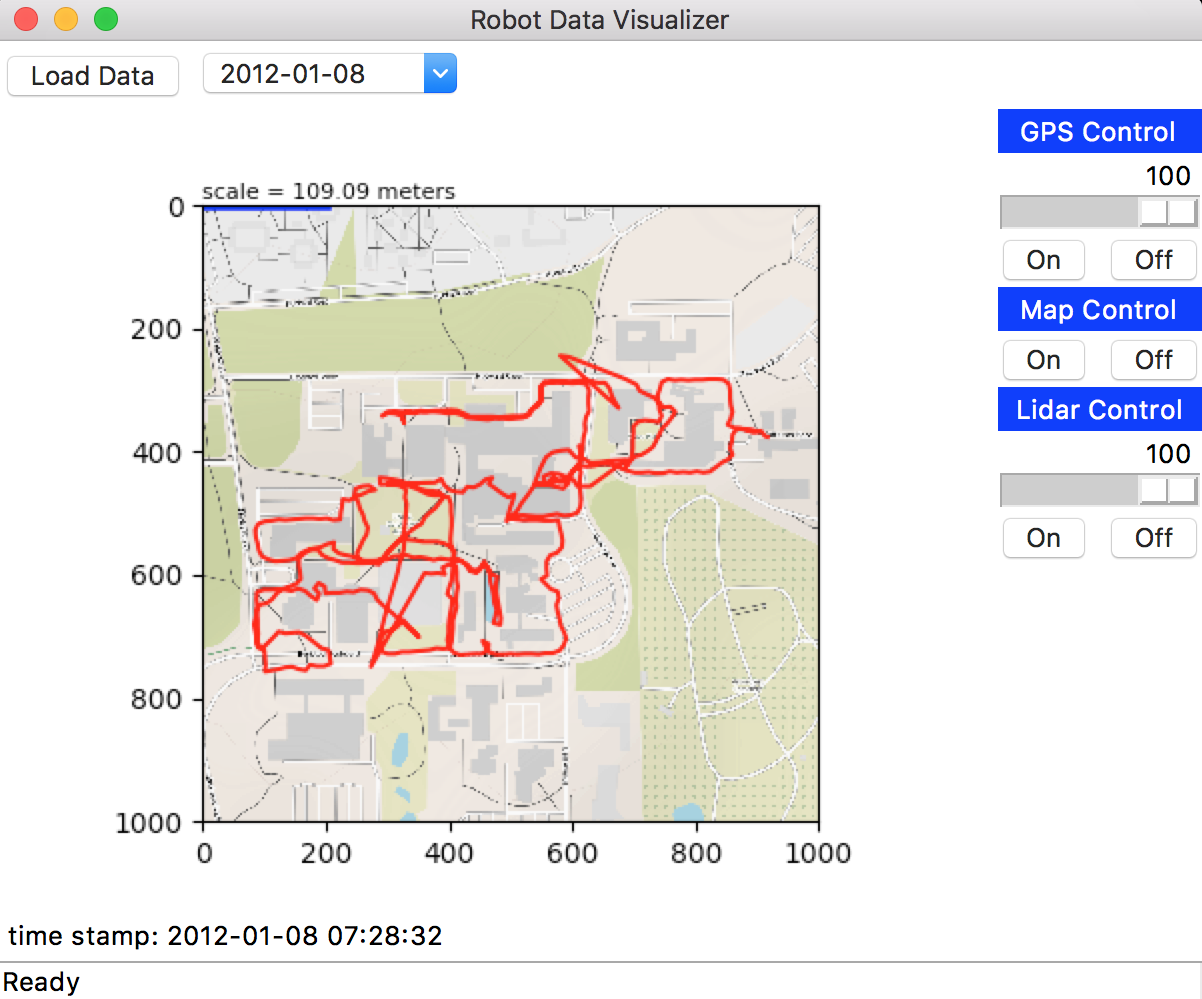 Robot Data Visualizer
Load Data
2012-01-08
GPS Control
100
On Off
Map Control
On Off
Lidar Control
100
On Off
scale = 109.09 meters
0
200
400
600
800
1000
0 200 400 600 800 1000
time stamp: 2012-01-08 07:28:32
Ready